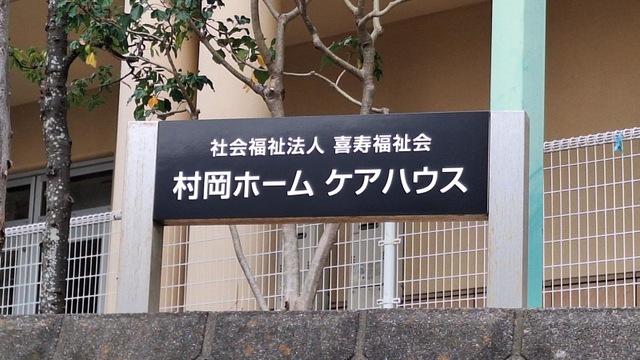 社会福祉法人 喜寿福祉会
村岡ホーム ケアハウス